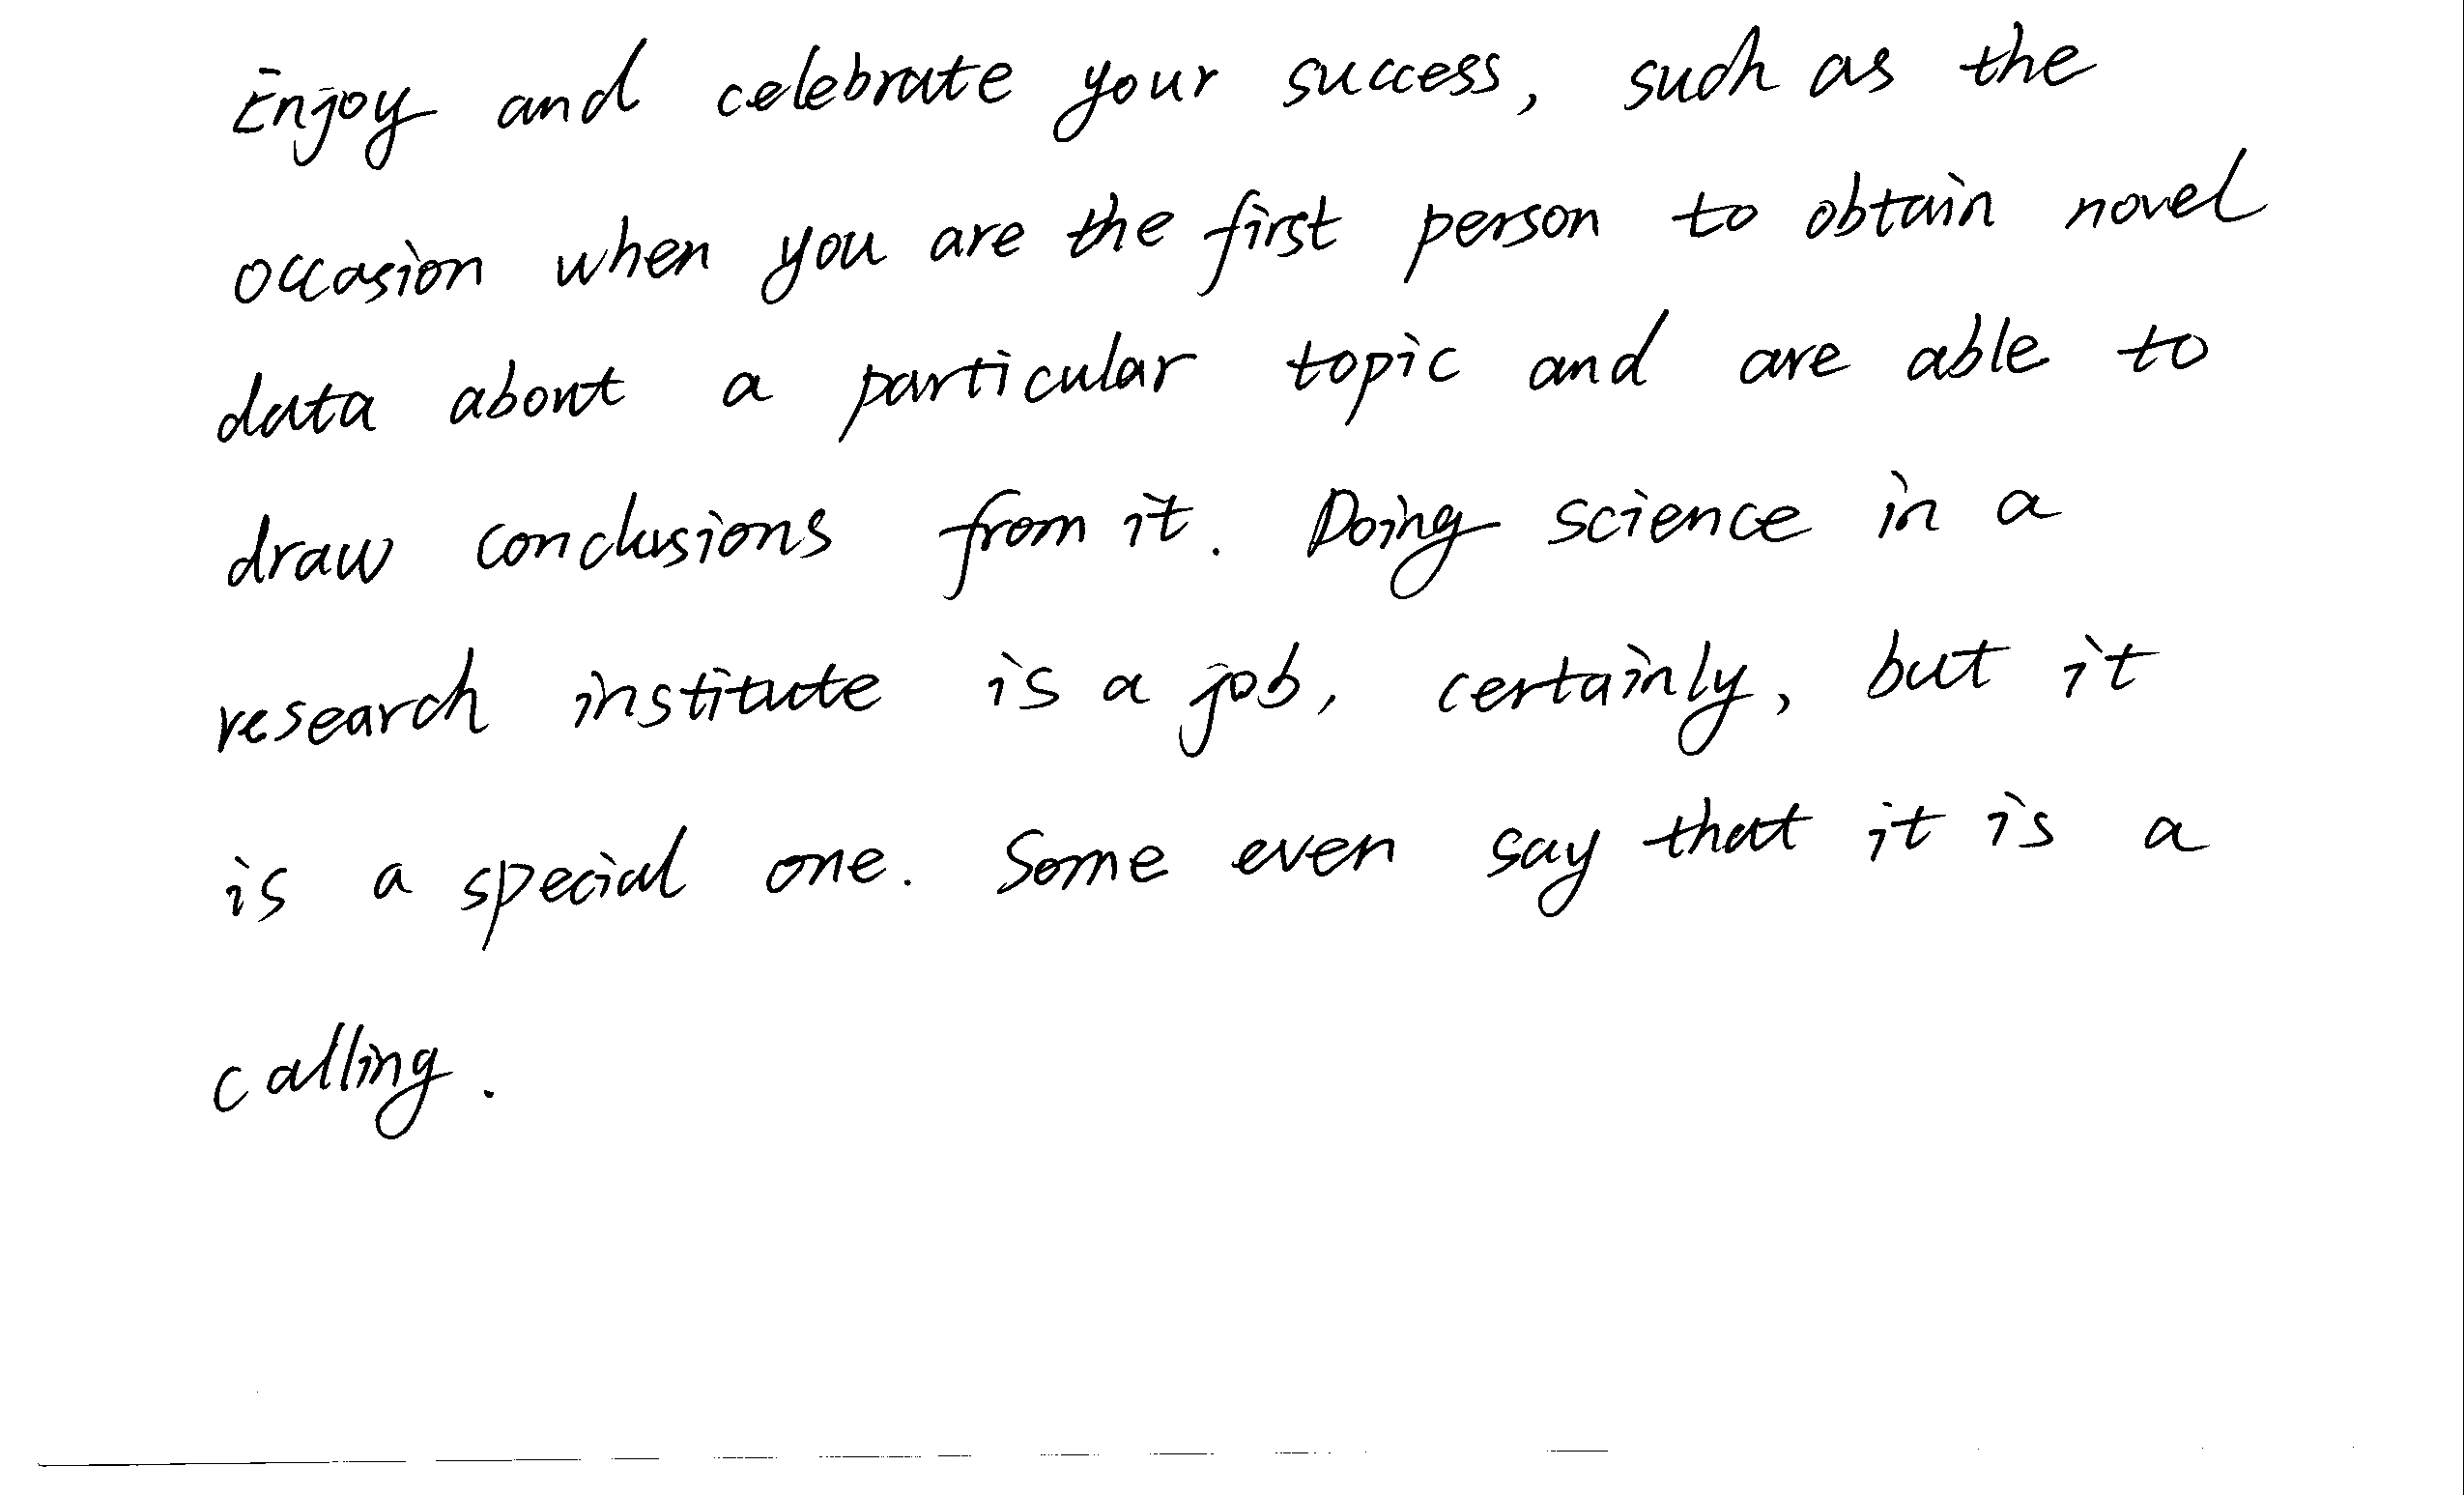 Enjoy and celebrate your success, such as the
occasion when you are the first person to obtain novel
data about a particular topic and are able to
draw conclusions from it. Doing science in a
research institute is a job, certainly, but it
is a special one. Some even say that it is a
calling.